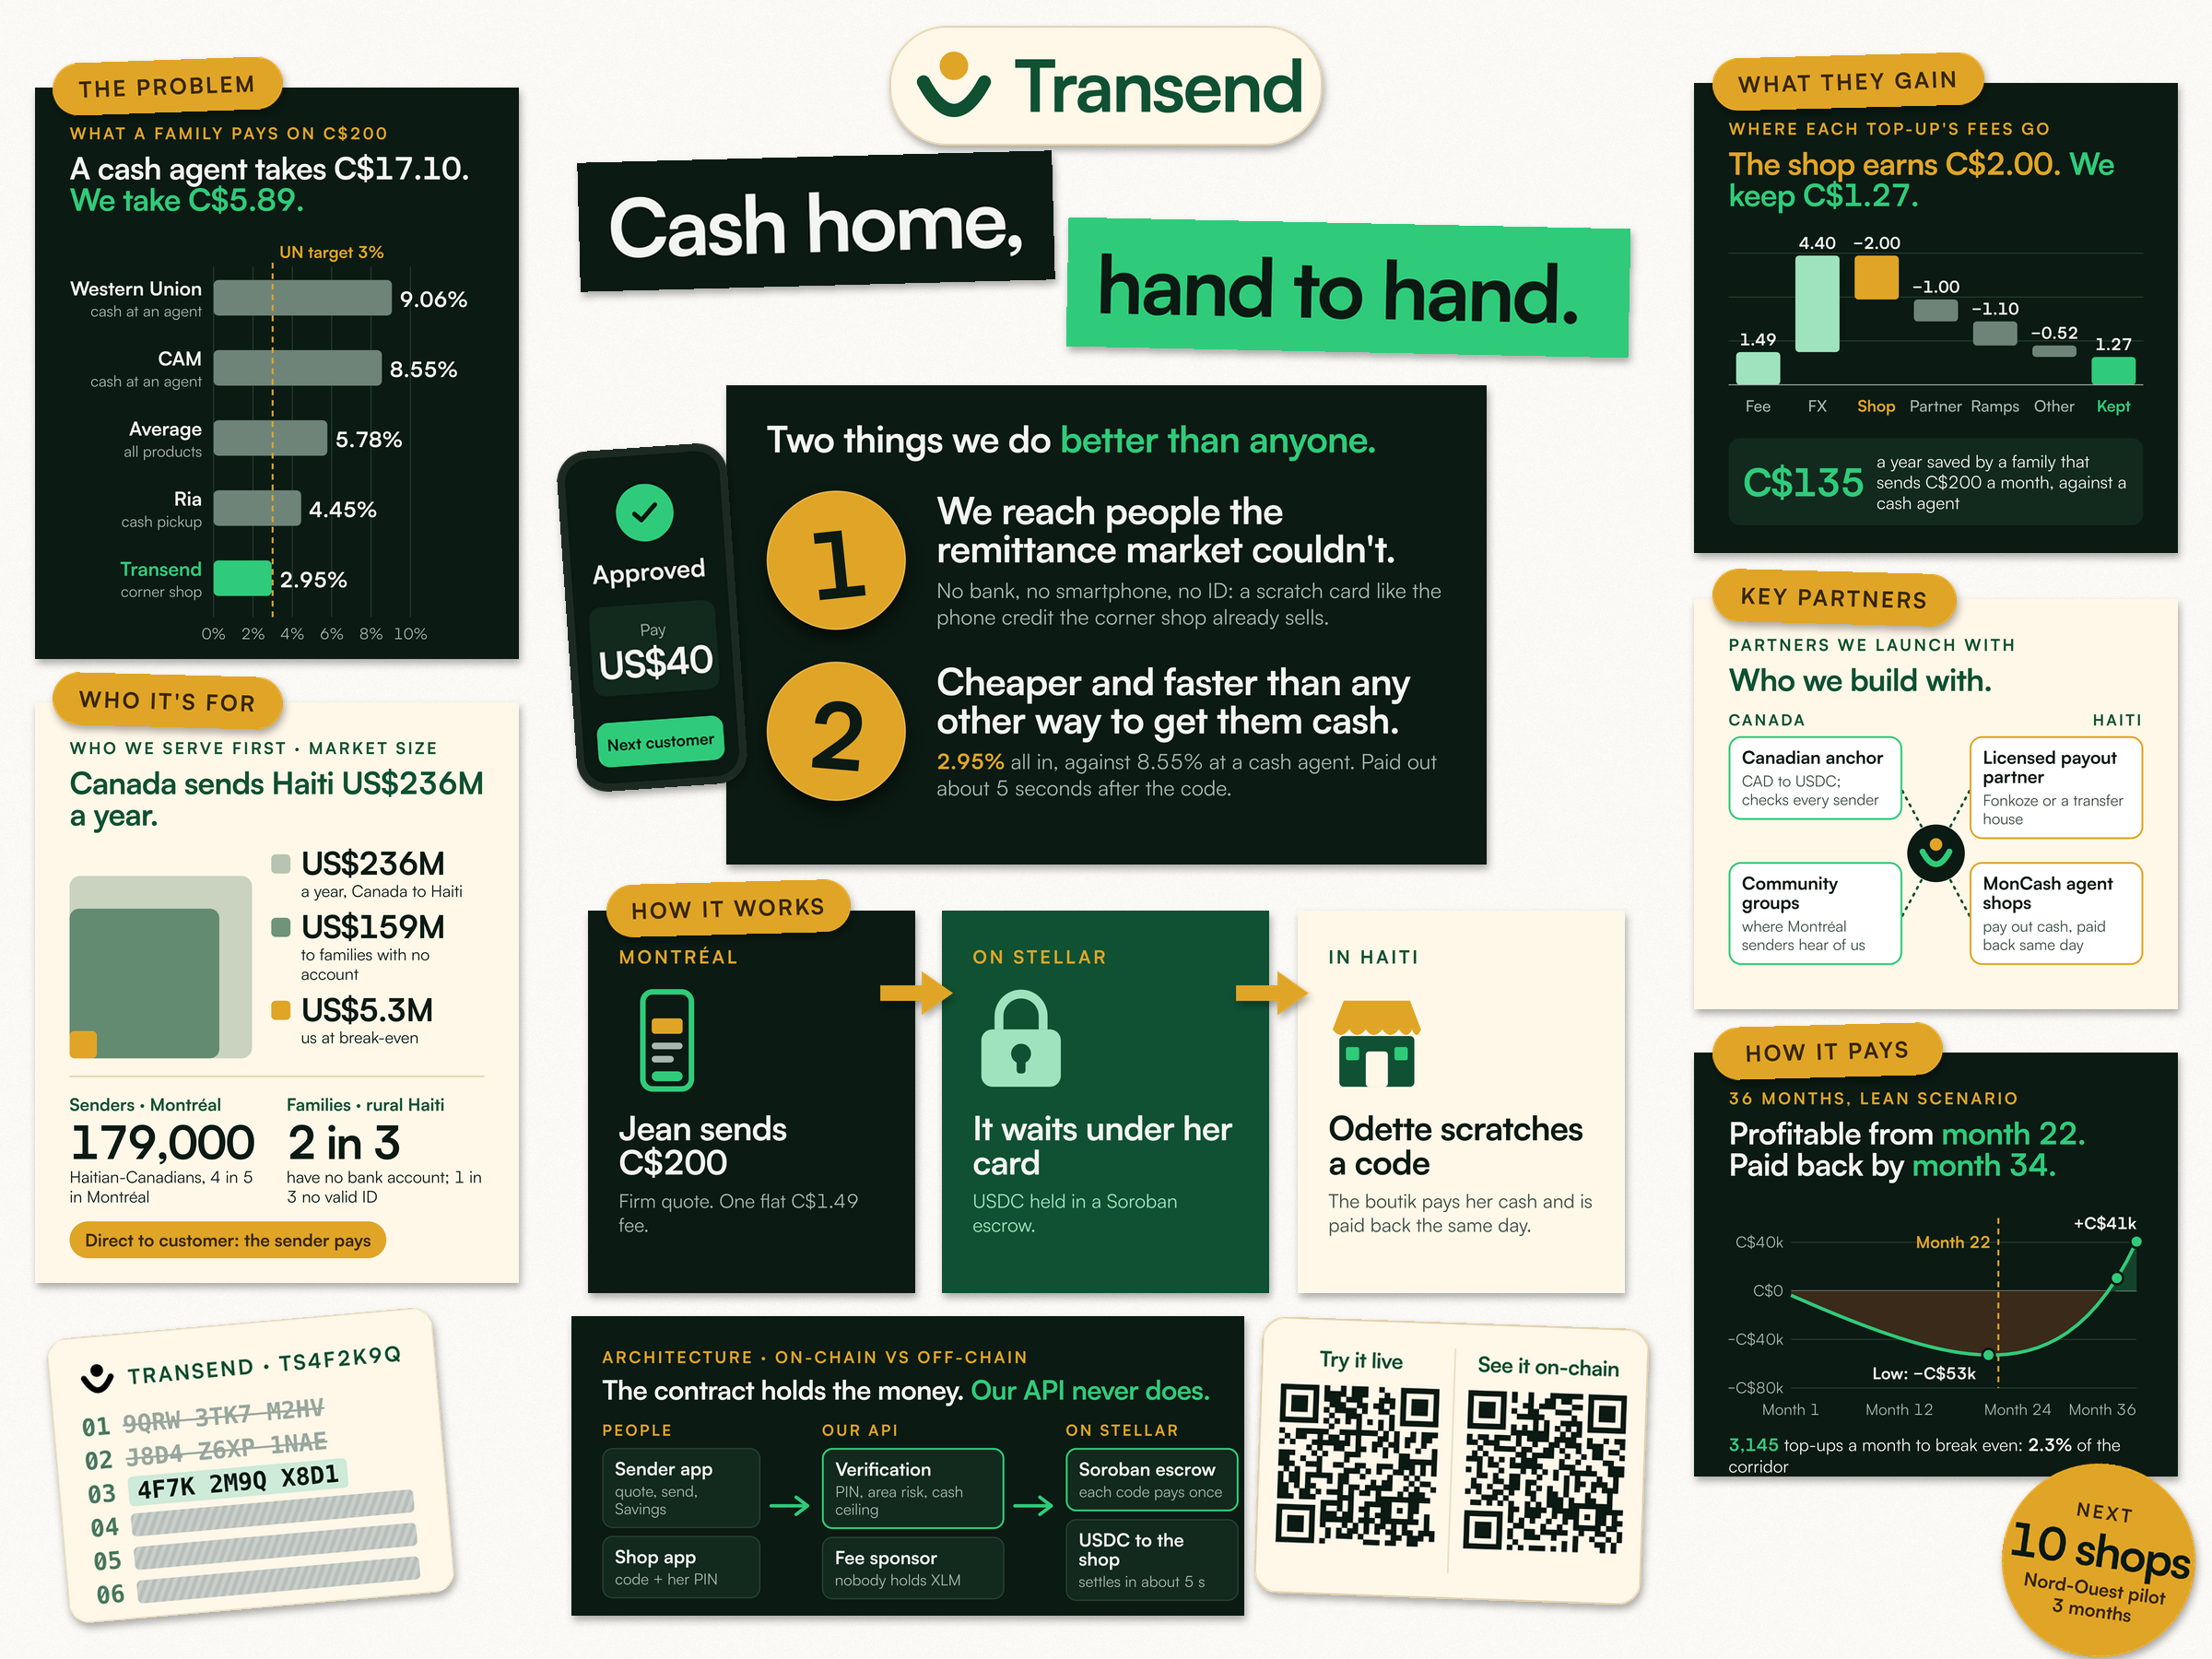 Transend
Cash home,
hand to hand.
THE PROBLEM
WHAT A FAMILY PAYS ON C$200
A cash agent takes C$17.10.
We take C$5.89.
UN target 3%
Western Union
cash at an agent
9.06%
CAM
cash at an agent
8.55%
Average
all products
5.78%
Ria
cash pickup
4.45%
Transend
corner shop
2.95%
0% 2% 4% 6% 8% 10%
WHO IT'S FOR
WHO WE SERVE FIRST · MARKET SIZE
Canada sends Haiti US$236M
a year.
US$236M
a year, Canada to Haiti
US$159M
to families with no
account
US$5.3M
us at break-even
Senders · Montréal
179,000
Haitian-Canadians, 4 in 5
in Montréal
Families · rural Haiti
2 in 3
have no bank account; 1 in
3 no valid ID
Direct to customer: the sender pays
TRANSEND · TS4F2K9Q
01 9QRW 3TK7 M2HV
02 J8D4 Z6XP 1NAE
03 4F7K 2M9Q X8D1
04
05
06
Approved
Pay
US$40
Next customer
Two things we do better than anyone.
1
We reach people the
remittance market couldn't.
No bank, no smartphone, no ID: a scratch card like the
phone credit the corner shop already sells.
2
Cheaper and faster than any
other way to get them cash.
2.95% all in, against 8.55% at a cash agent. Paid out
about 5 seconds after the code.
HOW IT WORKS
MONTRÉAL
Jean sends
C$200
Firm quote. One flat C$1.49
fee.
ON STELLAR
It waits under her
card
USDC held in a Soroban
escrow.
IN HAITI
Odette scratches
a code
The boutik pays her cash and is
paid back the same day.
ARCHITECTURE · ON-CHAIN VS OFF-CHAIN
The contract holds the money. Our API never does.
PEOPLE
Sender app
quote, send,
Savings
Shop app
code + her PIN
OUR API
Verification
PIN, area risk, cash
ceiling
Fee sponsor
nobody holds XLM
ON STELLAR
Soroban escrow
each code pays once
USDC to the
shop
settles in about 5 s
Try it live
See it on-chain
WHAT THEY GAIN
WHERE EACH TOP-UP'S FEES GO
The shop earns C$2.00. We
keep C$1.27.
1.49 4.40 −2.00 −1.00 −1.10 −0.52 1.27
Fee FX Shop Partner Ramps Other Kept
C$135
a year saved by a family that
sends C$200 a month, against a
cash agent
KEY PARTNERS
PARTNERS WE LAUNCH WITH
Who we build with.
CANADA
HAITI
Canadian anchor
CAD to USDC;
checks every sender
Licensed payout
partner
Fonkoze or a transfer
house
Community
groups
where Montréal
senders hear of us
MonCash agent
shops
pay out cash, paid
back same day
HOW IT PAYS
36 MONTHS, LEAN SCENARIO
Profitable from month 22.
Paid back by month 34.
+C$41k
C$40k
Month 22
C$0
−C$40k
Low: −C$53k
−C$80k
Month 1 Month 12 Month 24 Month 36
3,145 top-ups a month to break even: 2.3% of the
corridor
NEXT
10 shops
Nord-Ouest pilot
3 months